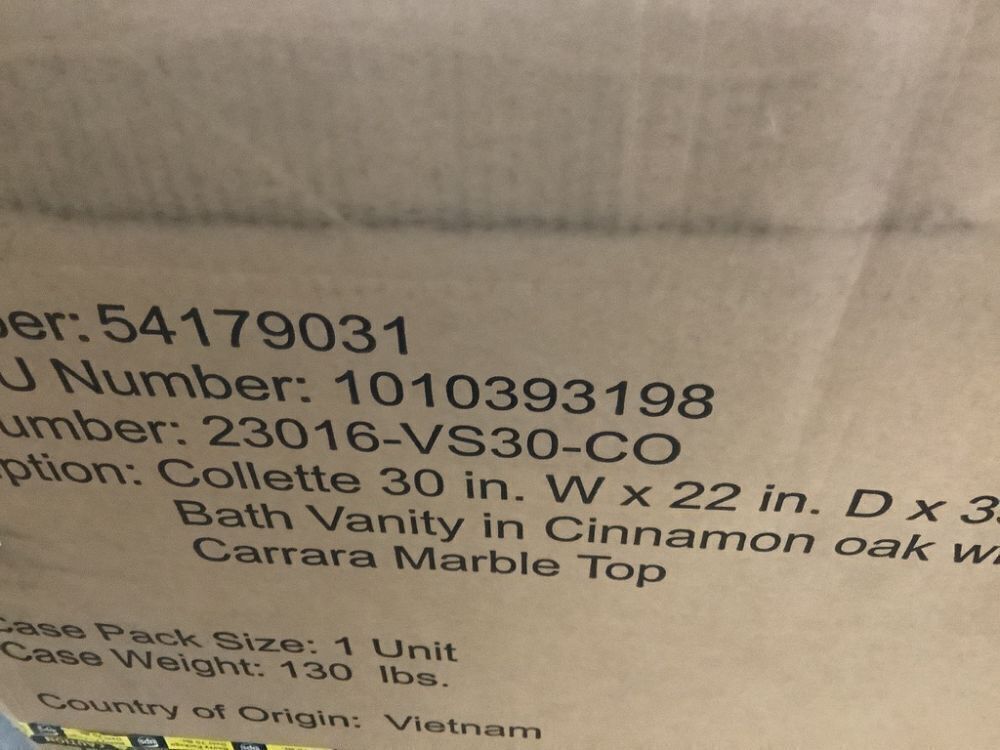 er: 54179031
U Number: 1010393198
umber: 23016-VS30-CO
ption: Collette 30 in. W x 22 in. D x 3
Bath Vanity in Cinnamon oak w
Carrara Marble Top
Case Pack Size: 1 Unit
Case Weight: 130 lbs.
Country of Origin: Vietnam